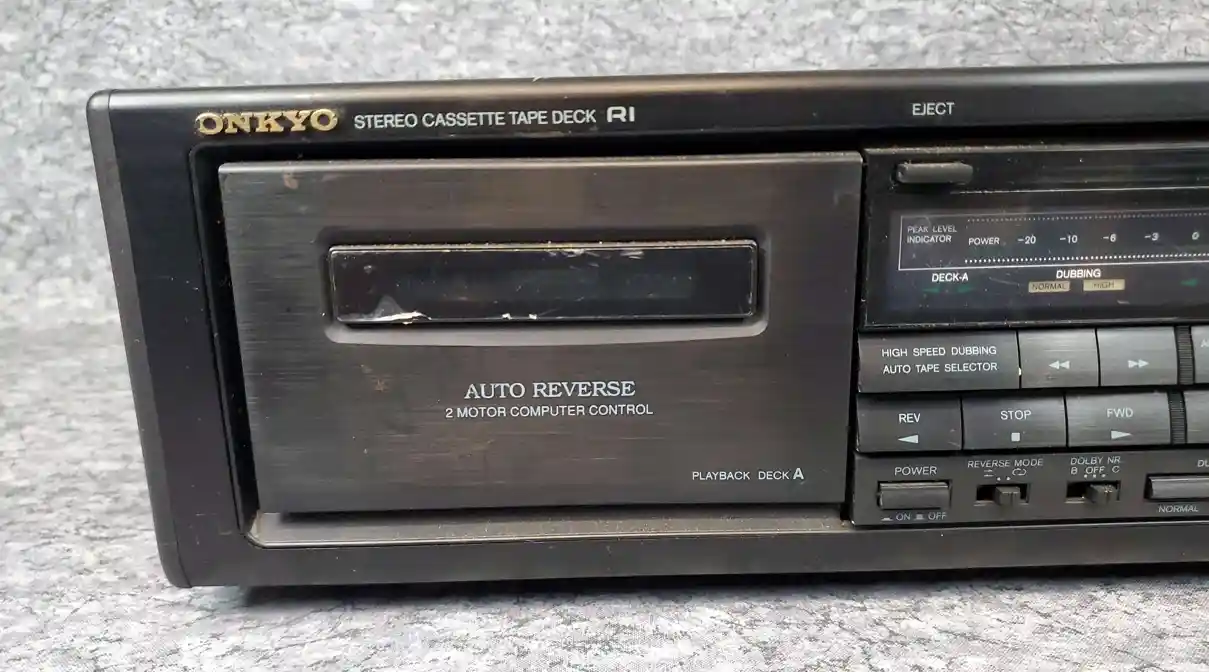 ONKYO STEREO CASSETTE TAPE DECK RI
EJECT
PEAK LEVEL
INDICATOR
POWER -20 -10 -6 -3 0
DECK-A
DUBBING
NORMAL HIGH
AUTO REVERSE
2 MOTOR COMPUTER CONTROL
PLAYBACK DECK A
HIGH SPEED DUBBING
AUTO TAPE SELECTOR
REV STOP FWD
POWER
ON OFF
REVERSE MODE
DOLBY NR
B OFF C
NORMAL